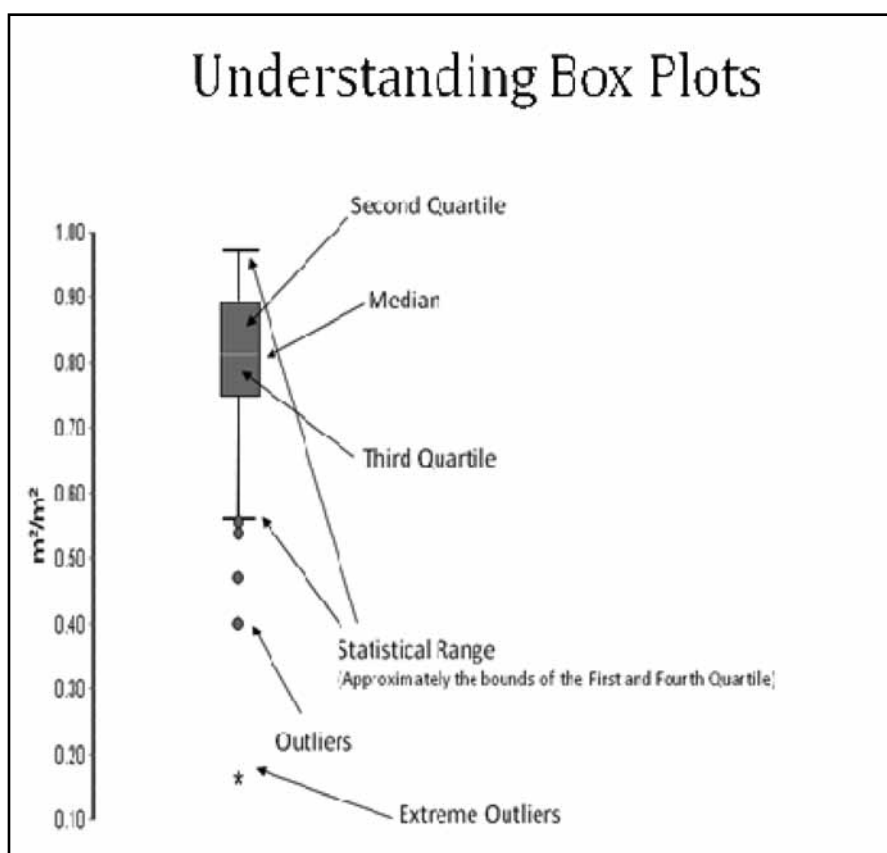 Understanding Box Plots
Second Quartile
1.00
0.90
Median
0.80
0.70
Third Quartile
0.60
m²/m²
0.50
0.40
Statistical Range
(Approximately the bounds of the First and Fourth Quartile)
0.30
Outliers
0.20
*
Extreme Outliers
0.10